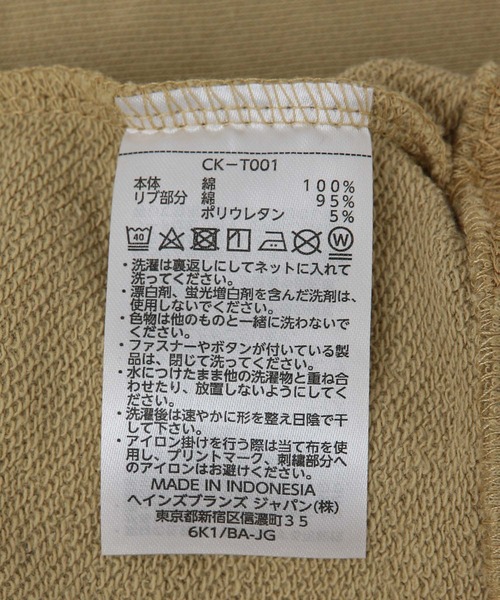 CK-T001
本体 綿 100%
リブ部分 綿 95%
ポリウレタン 5%
40 W
・洗濯は裏返しにしてネットに入れて
洗ってください。
・漂白剤、蛍光増白剤を含んだ洗剤は、
使用しないでください。
・色物は他のものと一緒に洗わないで
ください。
・ファスナーやボタンが付いている製
品は、閉じて洗ってください。
・水につけたまま他の洗濯物と重ね合
わせたり、放置しないようにしてく
ださい。
・洗濯後は速やかに形を整え日陰で干
して下さい。
・アイロン掛けを行う際は当て布を使
用し、プリントマーク、刺繍部分へ
のアイロンはお避けください。
MADE IN INDONESIA
ヘインズブランズ ジャパン(株)
東京都新宿区信濃町35
6K1/BA-JG